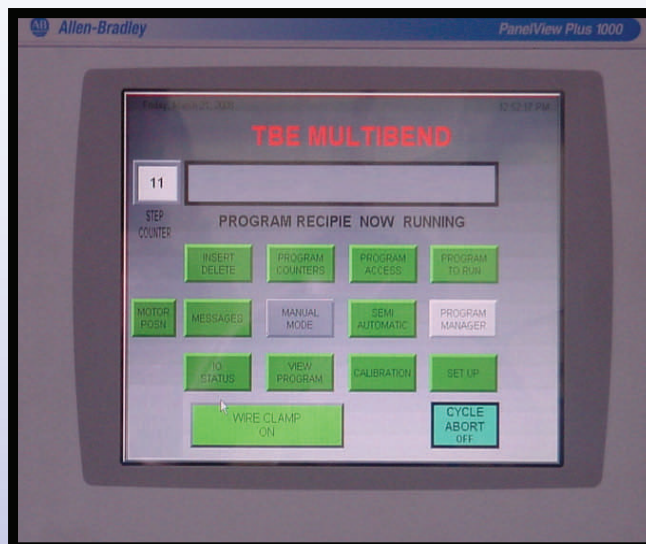 AB Allen-Bradley
PanelView Plus 1000
TBE MULTIBEND
11
STEP
COUNTER
PROGRAM RECIPIE NOW RUNNING
INSERT
DELETE
PROGRAM
COUNTERS
PROGRAM
ACCESS
PROGRAM
TO RUN
MOTOR
POSN
MESSAGES
MANUAL
MODE
SEMI
AUTOMATIC
PROGRAM
MANAGER
IO
STATUS
VIEW
PROGRAM
CALIBRATION
SET UP
WIRE CLAMP
ON
CYCLE
ABORT
OFF